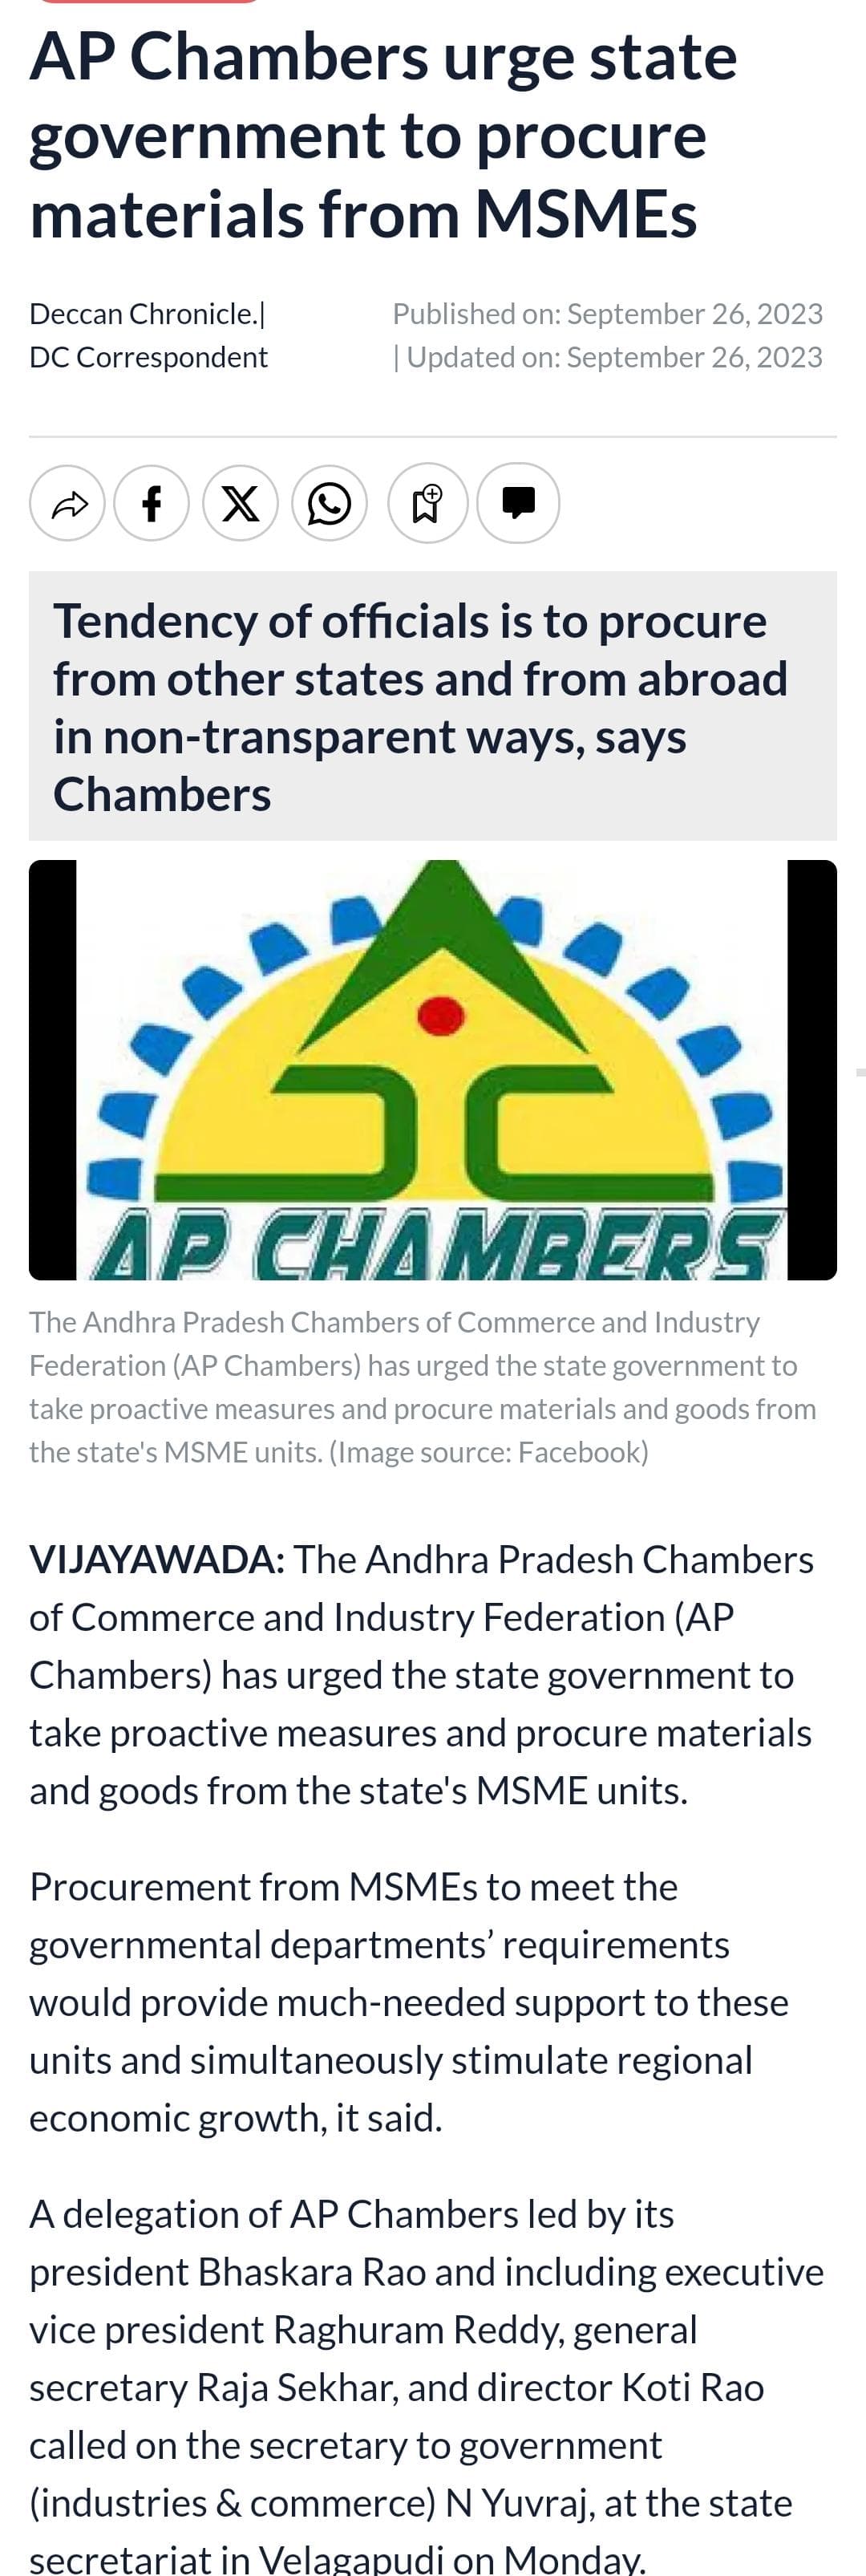 AP Chambers urge state
government to procure
materials from MSMEs
Deccan Chronicle.|
DC Correspondent
Published on: September 26, 2023
| Updated on: September 26, 2023
Tendency of officials is to procure
from other states and from abroad
in non-transparent ways, says
Chambers
AP CHAMBERS
The Andhra Pradesh Chambers of Commerce and Industry
Federation (AP Chambers) has urged the state government to
take proactive measures and procure materials and goods from
the state's MSME units. (Image source: Facebook)
VIJAYAWADA: The Andhra Pradesh Chambers
of Commerce and Industry Federation (AP
Chambers) has urged the state government to
take proactive measures and procure materials
and goods from the state's MSME units.
Procurement from MSMEs to meet the
governmental departments’ requirements
would provide much-needed support to these
units and simultaneously stimulate regional
economic growth, it said.
A delegation of AP Chambers led by its
president Bhaskara Rao and including executive
vice president Raghuram Reddy, general
secretary Raja Sekhar, and director Koti Rao
called on the secretary to government
(industries & commerce) N Yuvraj, at the state
secretariat in Velagapudi on Monday.